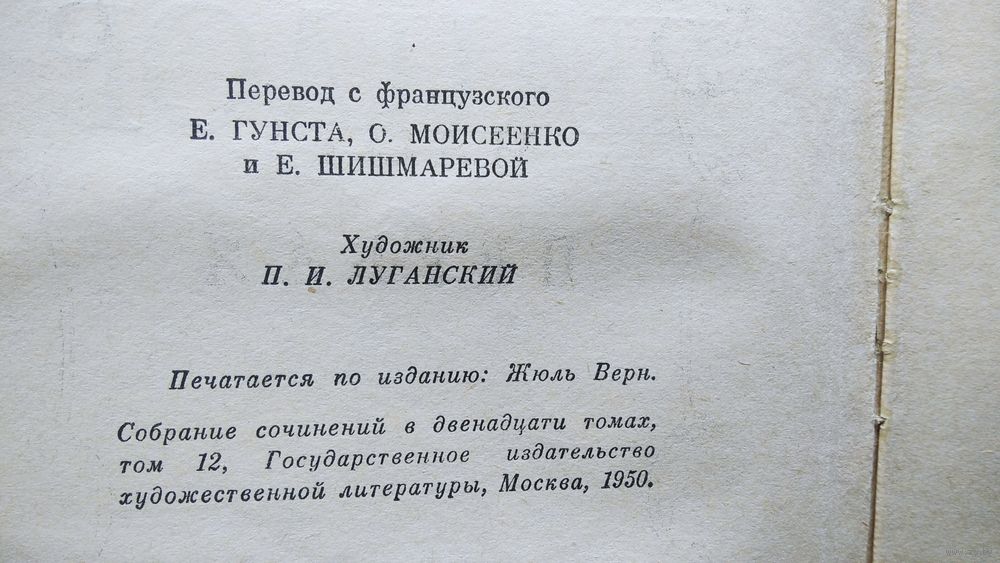 Перевод с французского
Е. ГУНСТА, О. МОИСЕЕНКО
и Е. ШИШМАРЕВОЙ
Художник
П. И. ЛУГАНСКИЙ
Печатается по изданию: Жюль Верн.
Собрание сочинений в двенадцати томах,
том 12, Государственное издательство
художественной литературы, Москва, 1950.